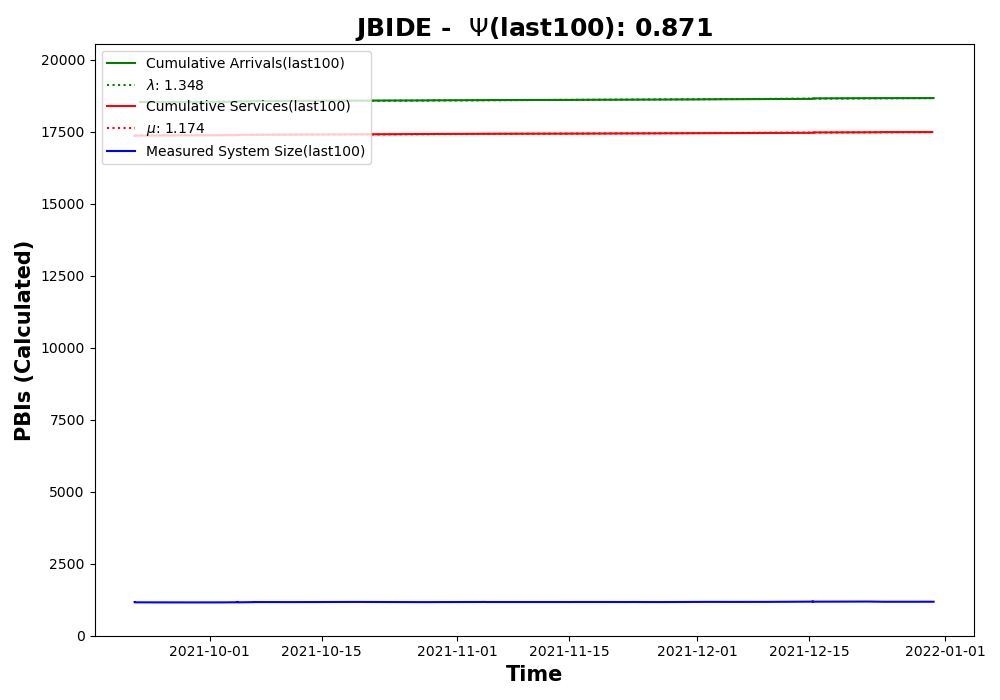 JBIDE - Ψ(last100): 0.871
Cumulative Arrivals(last100)
λ: 1.348
Cumulative Services(last100)
μ: 1.174
Measured System Size(last100)
PBIs (Calculated)
20000
17500
15000
12500
10000
7500
5000
2500
0
2021-10-01 2021-10-15 2021-11-01 2021-11-15 2021-12-01 2021-12-15 2022-01-01
Time